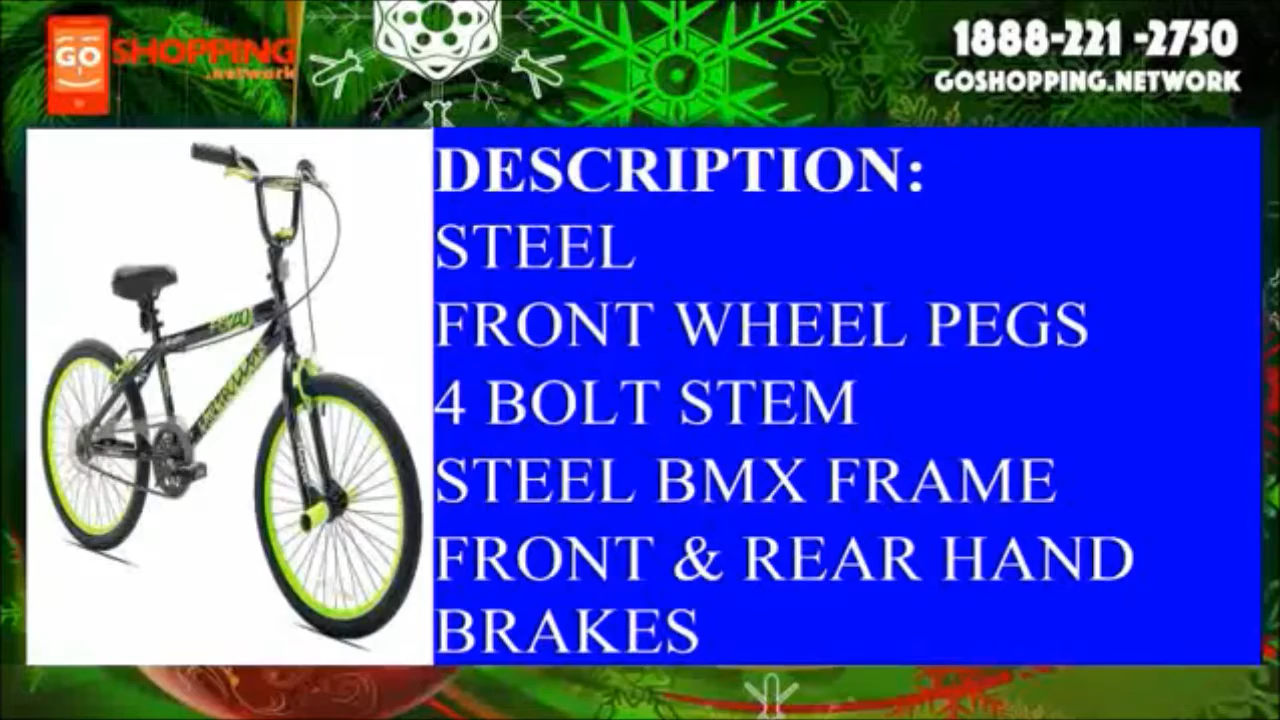 GO SHOPPING
.network
1888-221 -2750
GOSHOPPING.NETWORK
DESCRIPTION:
STEEL
FRONT WHEEL PEGS
4 BOLT STEM
STEEL BMX FRAME
FRONT & REAR HAND
BRAKES